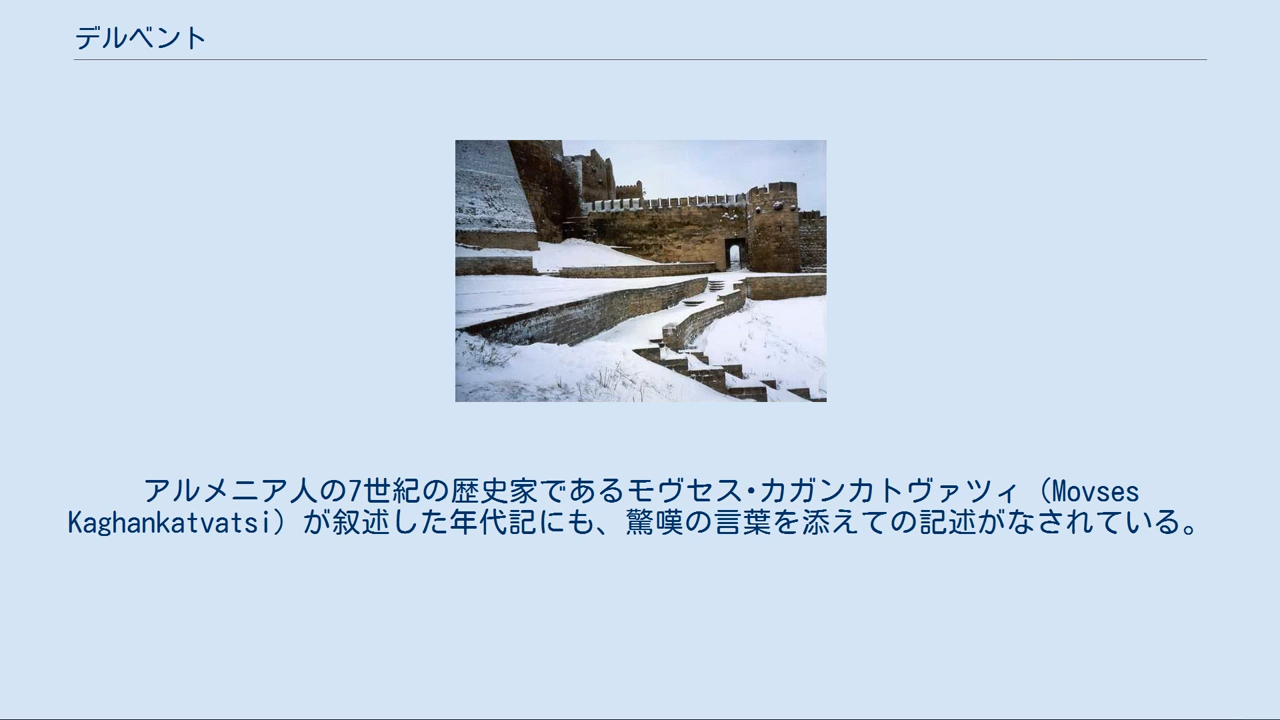 デルベント
アルメニア人の7世紀の歴史家であるモヴセス・カガンカトヴァツィ（Movses
Kaghankatvatsi）が叙述した年代記にも、驚嘆の言葉を添えての記述がなされている。